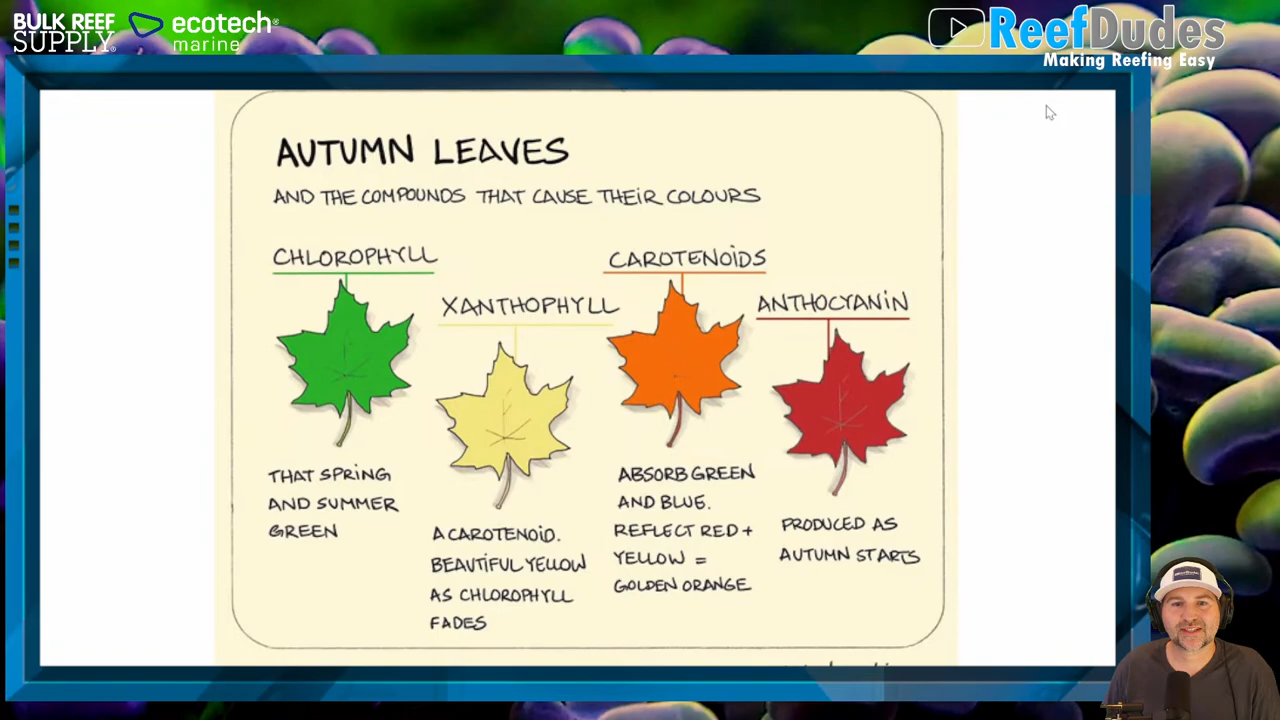 BULK REEF
SUPPLY
ecotech
marine
ReefDudes
Making Reefing Easy
AUTUMN LEAVES
AND THE COMPOUNDS THAT CAUSE THEIR COLOURS
CHLOROPHYLL
THAT SPRING
AND SUMMER
GREEN
XANTHOPHYLL
A CAROTENOID.
BEAUTIFUL YELLOW
AS CHLOROPHYLL
FADES
CAROTENOIDS
ABSORB GREEN
AND BLUE.
REFLECT RED +
YELLOW =
GOLDEN ORANGE
ANTHOCYANIN
PRODUCED AS
AUTUMN STARTS